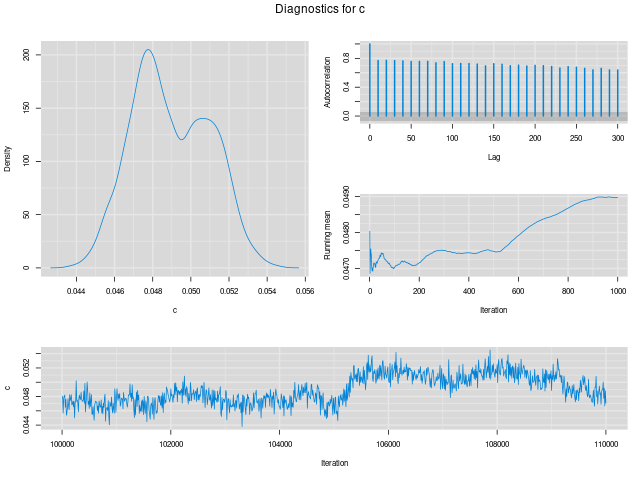 Diagnostics for c
Density
200
150
100
50
0
0.044 0.046 0.048 0.050 0.052 0.054 0.056
c
Autocorrelation
0.8
0.4
0.0
0 50 100 150 200 250 300
Lag
Running mean
0.0490
0.0480
0.0470
0 200 400 600 800 1000
Iteration
c
0.052
0.048
0.044
100000 102000 104000 106000 108000 110000
Iteration